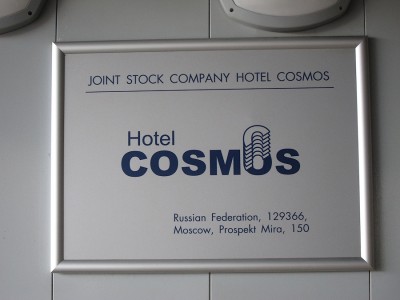 JOINT STOCK COMPANY HOTEL COSMOS
Hotel
COSMOS
Russian Federation, 129366,
Moscow, Prospekt Mira, 150